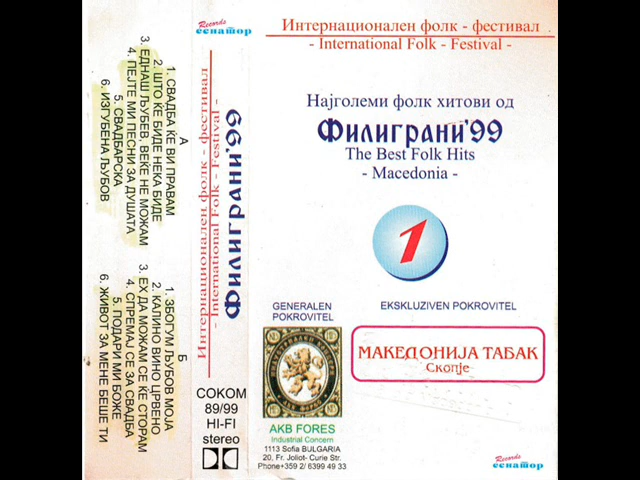 А
1. СВАДБА ЌЕ ВИ ПРАВАМ
2. ШТО ЌЕ БИДЕ НЕКА БИДЕ
3. ЕДНАШ ЉУБЕВ, ВЕЌЕ НЕ МОЖАМ
4. ПЕЈТЕ МИ ПЕСНИ ЗА ДУШАТА
5. СВАДБАРСКА
6. ИЗГУБЕНА ЉУБОВ
Б
1. ЗБОГУМ ЉУБОВ МОЈА
2. КАЛИНО ВИНО ЦРВЕНО
3. ЕХ ДА МОЖАМ СЕ ЌЕ СТОРАМ
4. СПРЕМАЈ СЕ ЗА СВАДБА
5. ПОДАРИ МИ БОЖЕ
6. ЖИВОТ ЗА МЕНЕ БЕШЕ ТИ
Records
сенатор
Интернационален фолк - фестивал
- International Folk - Festival -
Филиграни'99
СОКОМ
89/99
HI-FI
stereo
Интернационален фолк - фестивал
- International Folk - Festival -
Најголеми фолк хитови од
Филиграни'99
The Best Folk Hits
- Macedonia -
1
GENERALEN
POKROVITEL
AKB FORES
Industrial Concern
1113 Sofia BULGARIA
20, Fr. Joliot- Curie Str.
Phone+359 2/ 6399 49 33
EKSKLUZIVEN POKROVITEL
МАКЕДОНИЈА ТАБАК
Скопје
Records
сенатор